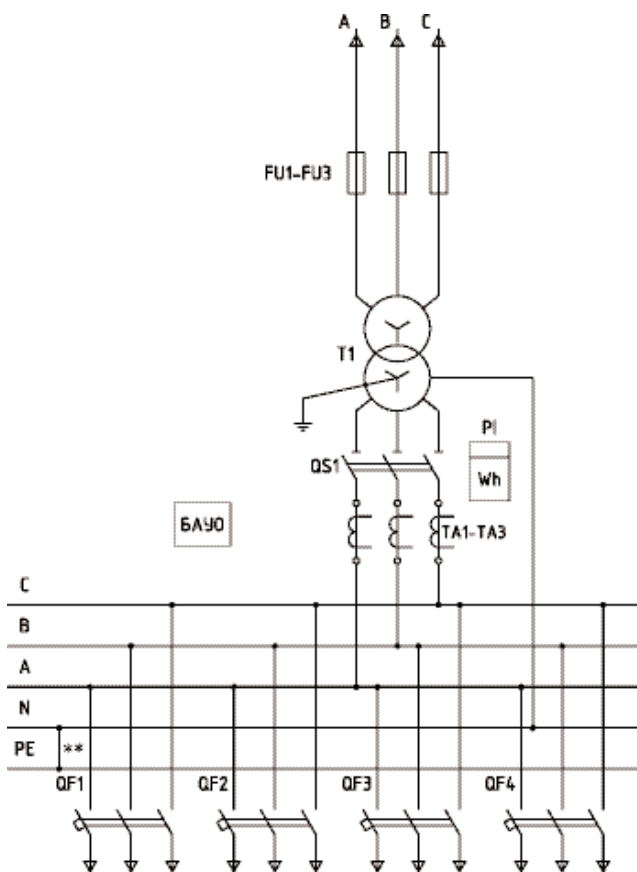 A B C
FU1-FU3
T1
PI
QS1
Wh
БАУО
TA1-TA3
C
B
A
N
PE **
QF1 QF2 QF3 QF4